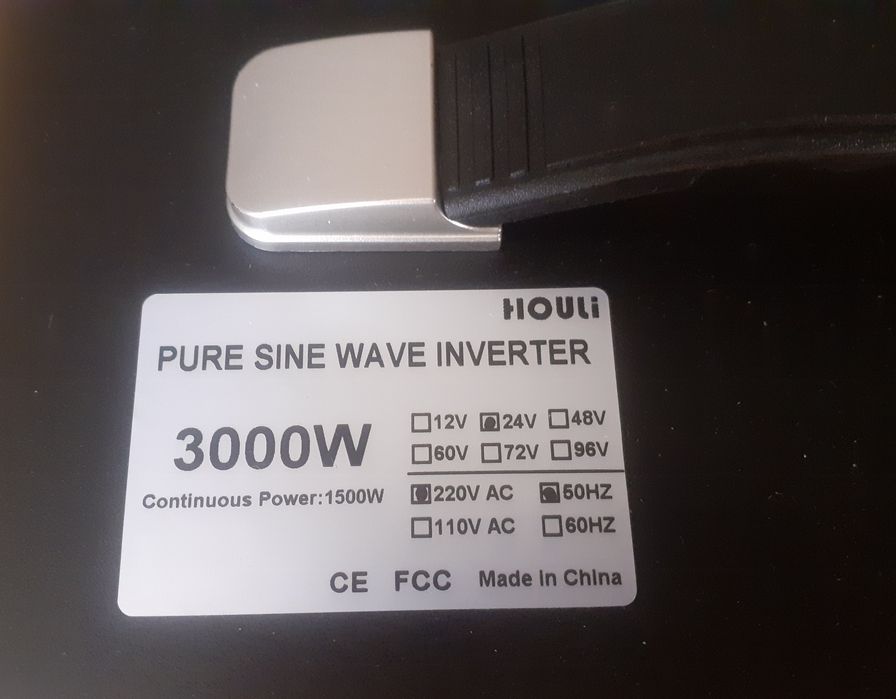 HOULi
PURE SINE WAVE INVERTER
3000W
Continuous Power:1500W
12V 24V 48V
60V 72V 96V
220V AC 50HZ
110V AC 60HZ
CE FCC Made in China